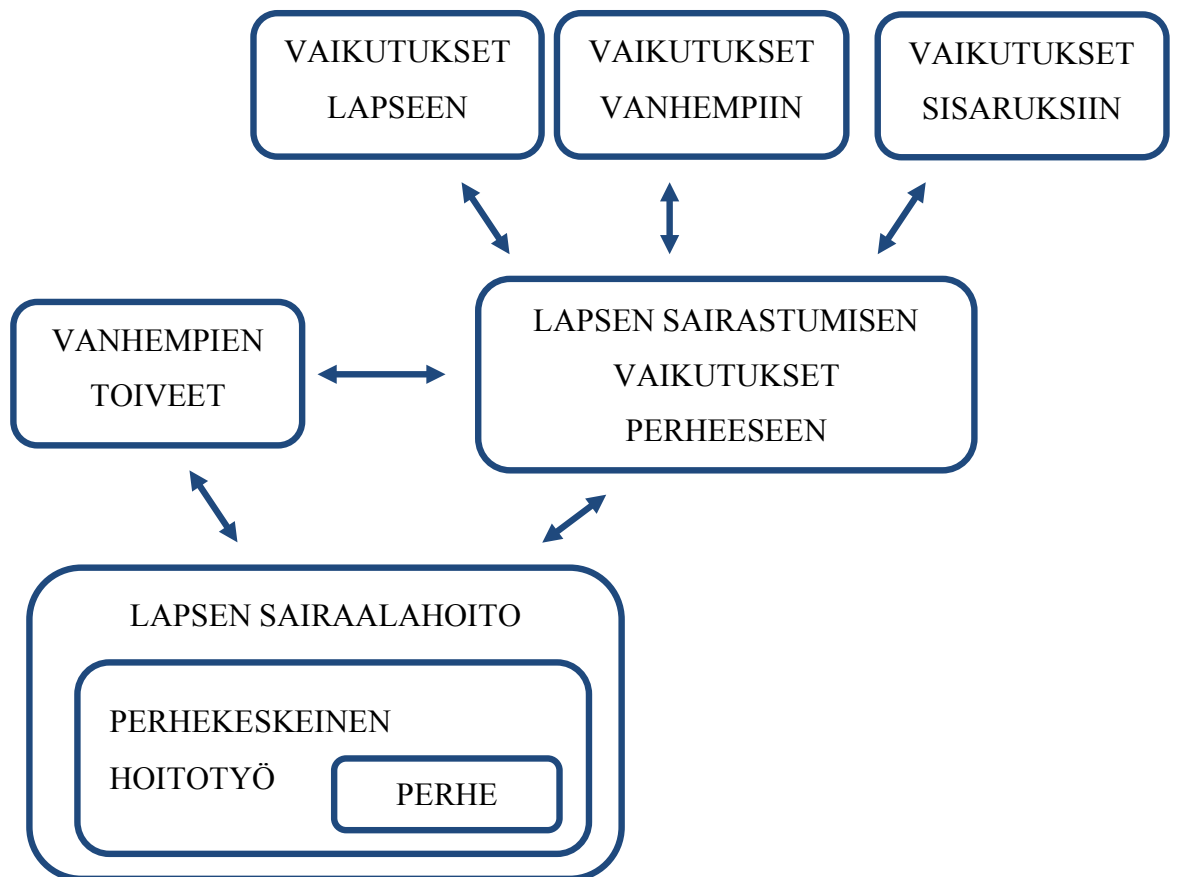 VAIKUTUKSET
LAPSEEN
VAIKUTUKSET
VANHEMPIIN
VAIKUTUKSET
SISARUKSIIN
VANHEMPIEN
TOIVEET
LAPSEN SAIRASTUMISEN
VAIKUTUKSET
PERHEESEEN
LAPSEN SAIRAALAHOITO
PERHEKESKEINEN
HOITOTYÖ
PERHE